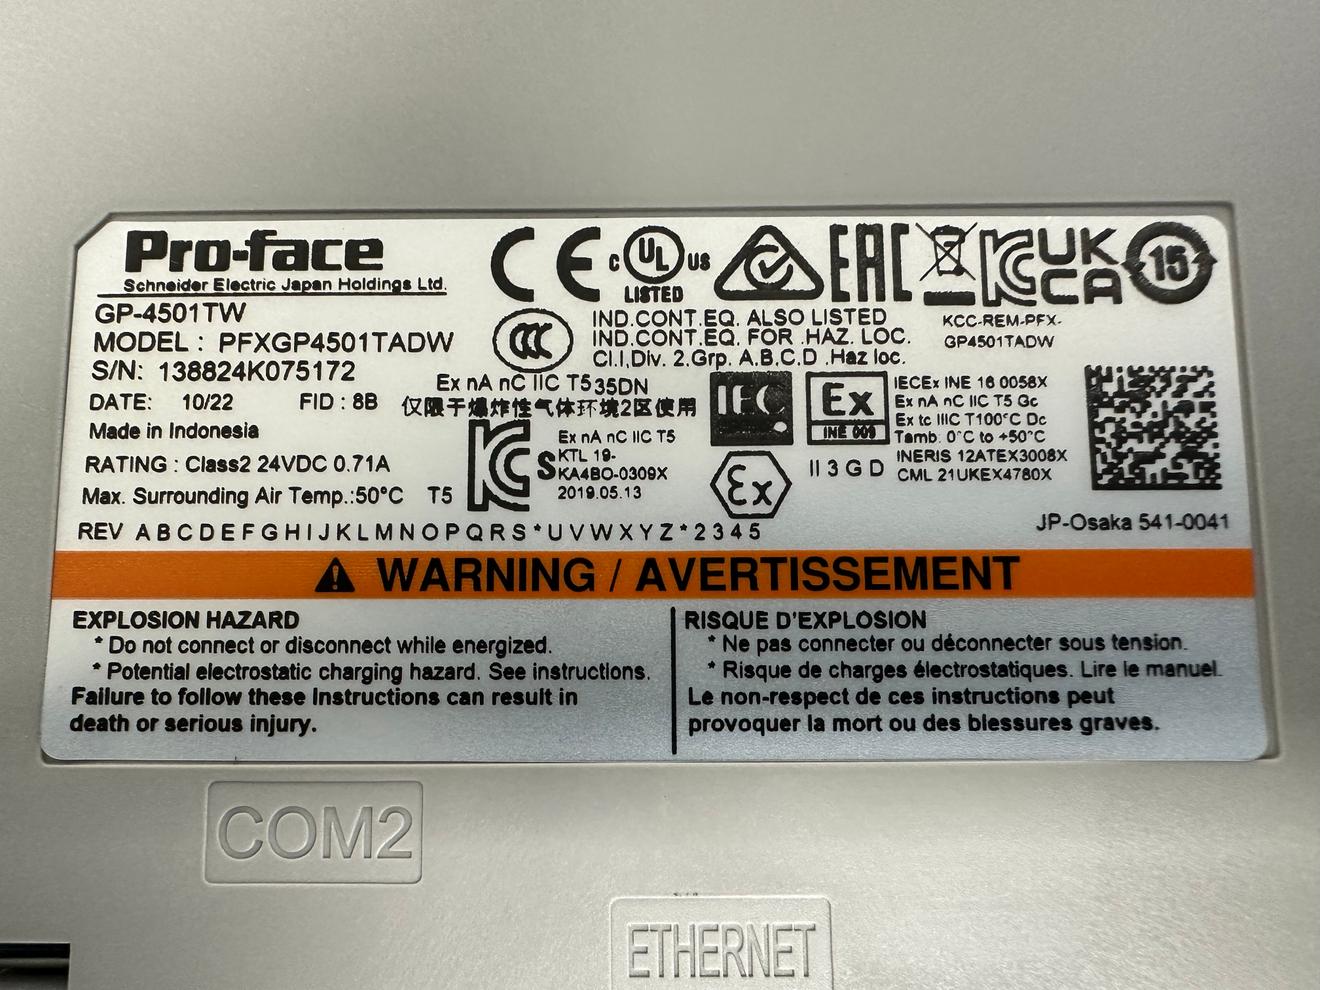 Pro-face
Schneider Electric Japan Holdings Ltd.
GP-4501TW
MODEL : PFXGP4501TADW
S/N: 138824K075172
DATE: 10/22 FID : 8B
Made in Indonesia
RATING : Class2 24VDC 0.71A
Max. Surrounding Air Temp.:50°C T5
REV A B C D E F G H I J K L M N O P Q R S * U V W X Y Z * 2 3 4 5
CE
C UL US
LISTED
EAC
KC
UK
CA
15
CCC
IND.CONT.EQ. ALSO LISTED
IND.CONT.EQ. FOR .HAZ. LOC.
Cl.I,Div. 2.Grp. A,B,C,D .Haz loc.
KCC-REM-PFX-
GP4501TADW
Ex nA nC IIC T5 35DN
仅限于爆炸性气体环境2区使用
KCS
Ex nA nC IIC T5
KTL 19-
KA4BO-0309X
2019.05.13
IEC
Ex
INE 009
Ex
II 3 G D
IECEx INE 16 0058X
Ex nA nC IIC T5 Gc
Ex tc IIIC T100°C Dc
Tamb: 0°C to +50°C
INERIS 12ATEX3008X
CML 21UKEX4780X
JP-Osaka 541-0041
WARNING / AVERTISSEMENT
EXPLOSION HAZARD
* Do not connect or disconnect while energized.
* Potential electrostatic charging hazard. See instructions.
Failure to follow these Instructions can result in
death or serious injury.
RISQUE D'EXPLOSION
* Ne pas connecter ou déconnecter sous tension.
* Risque de charges électrostatiques. Lire le manuel.
Le non-respect de ces instructions peut
provoquer la mort ou des blessures graves.
COM2
ETHERNET